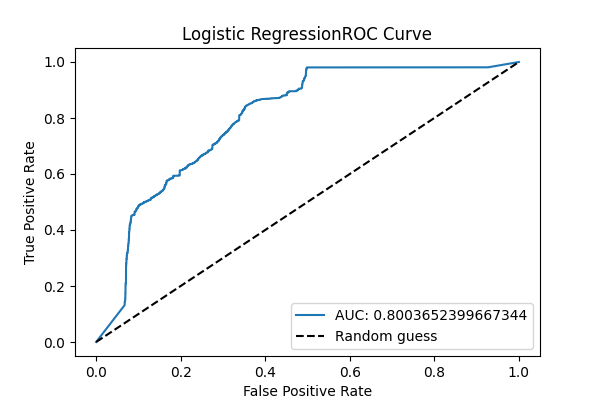 Logistic RegressionROC Curve
1.0
0.8
0.6
0.4
0.2
0.0
True Positive Rate
AUC: 0.8003652399667344
Random guess
0.0 0.2 0.4 0.6 0.8 1.0
False Positive Rate